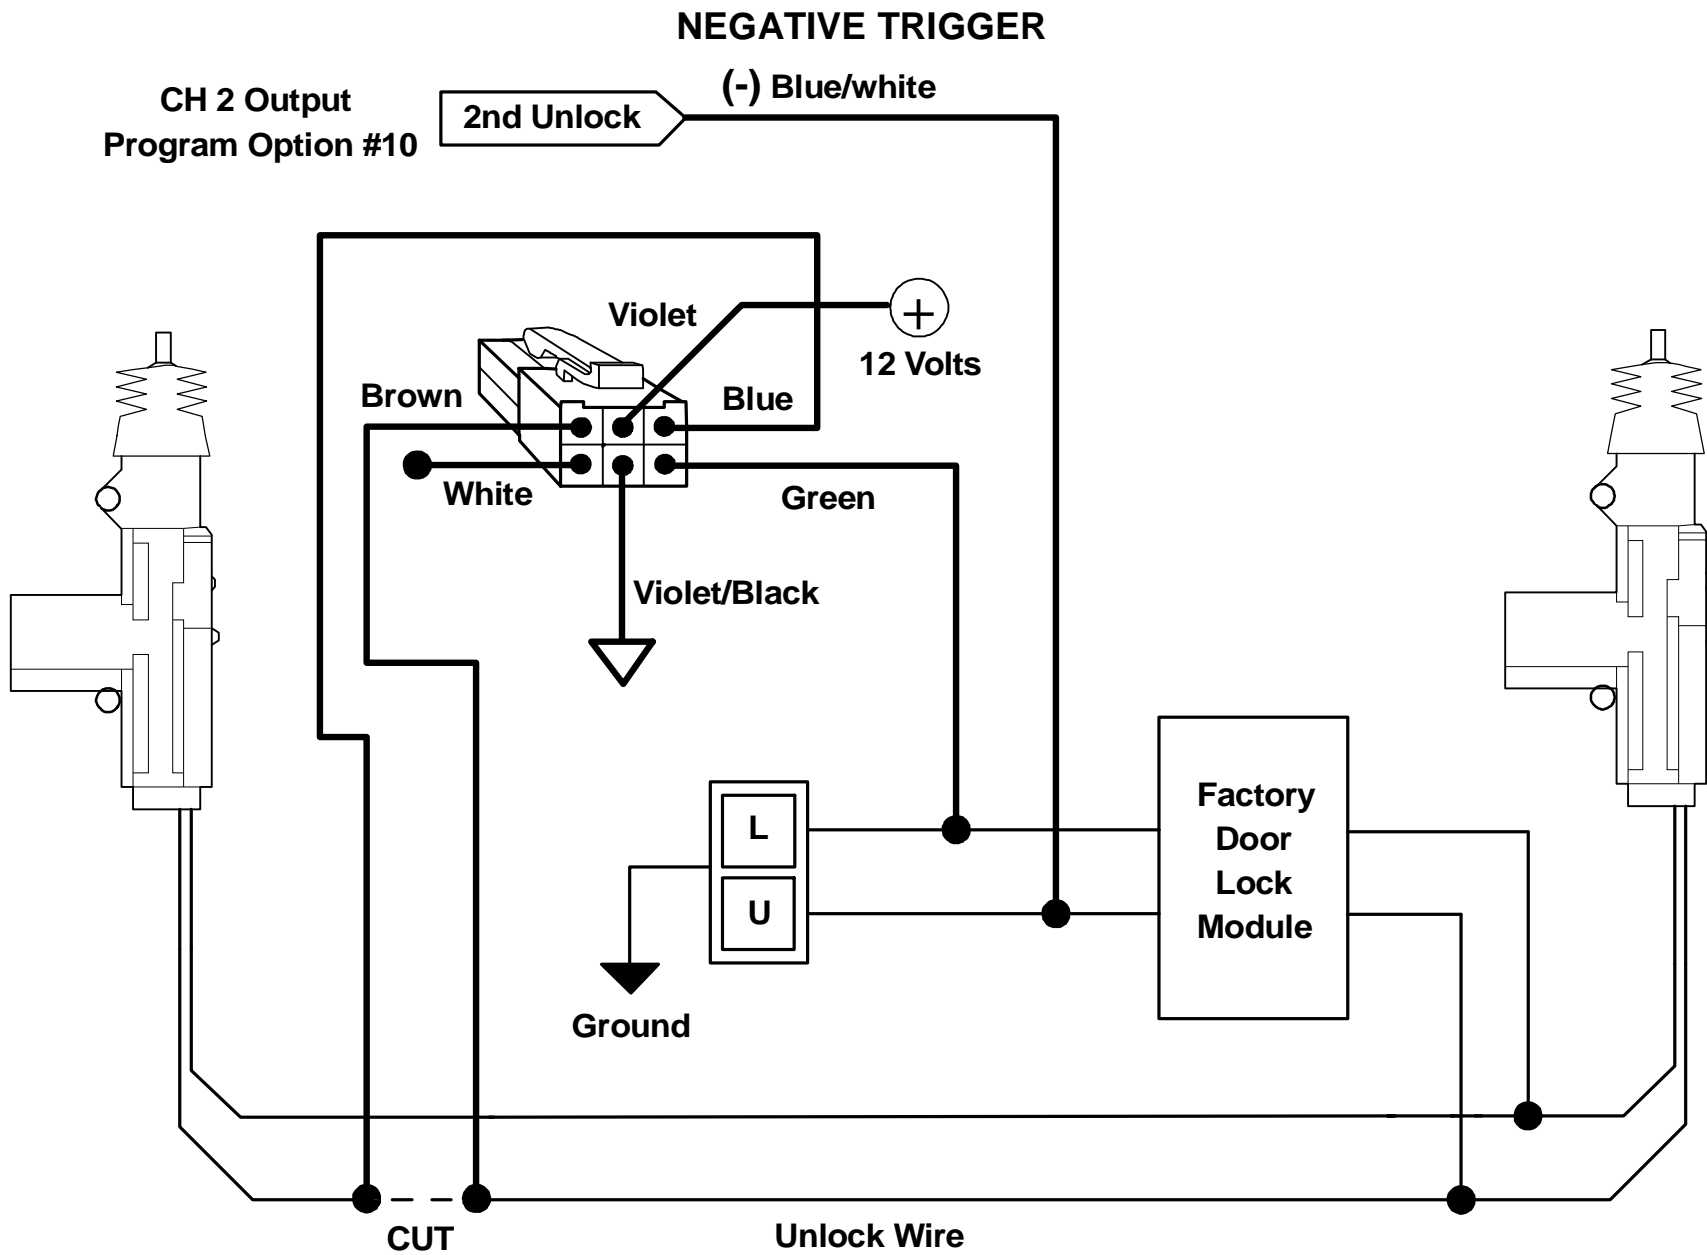 NEGATIVE TRIGGER
(-) Blue/white
CH 2 Output
Program Option #10
2nd Unlock
Violet
+
12 Volts
Brown
Blue
White
Green
Violet/Black
L
U
Factory
Door
Lock
Module
Ground
CUT
Unlock Wire